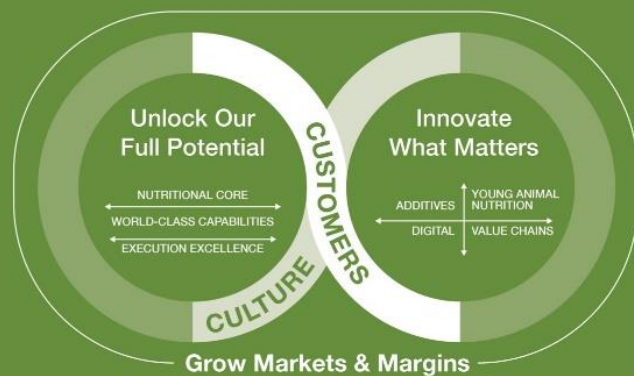 Unlock Our
Full Potential
NUTRITIONAL CORE
WORLD-CLASS CAPABILITIES
EXECUTION EXCELLENCE
CULTURE
CUSTOMERS
Innovate
What Matters
ADDITIVES
YOUNG ANIMAL
NUTRITION
DIGITAL
VALUE CHAINS
Grow Markets & Margins